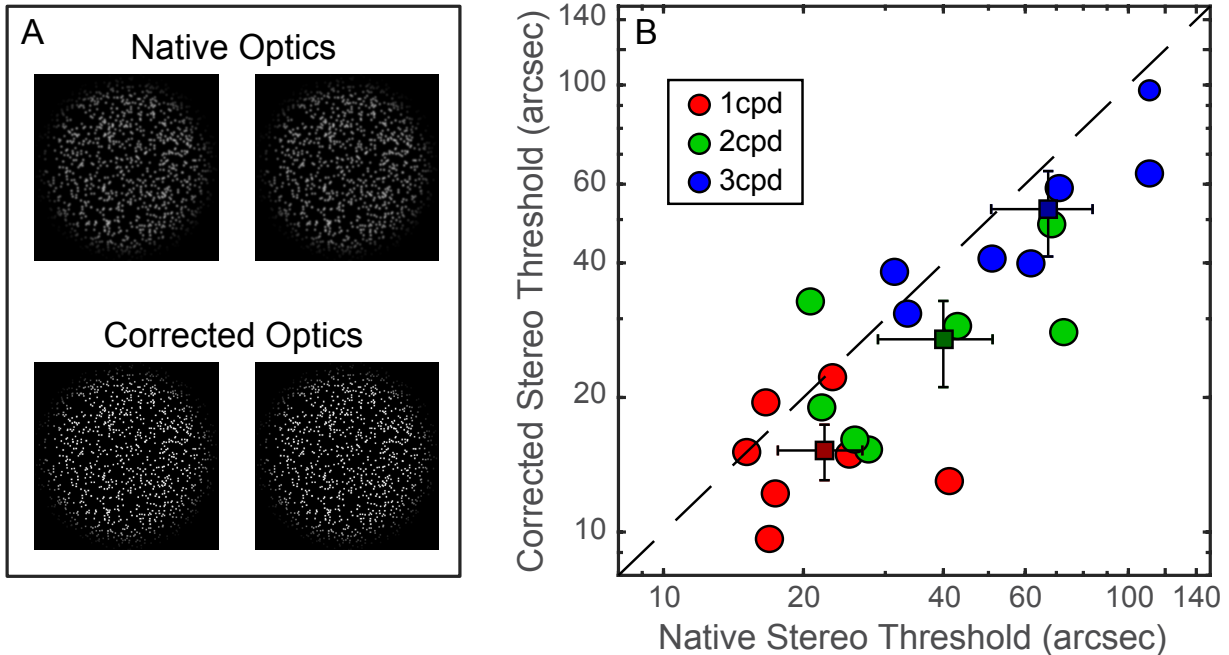 A
Native Optics
Corrected Optics
B
1cpd
2cpd
3cpd
Corrected Stereo Threshold (arcsec)
140
100
60
40
20
10
10
20
40
60
100
140
Native Stereo Threshold (arcsec)